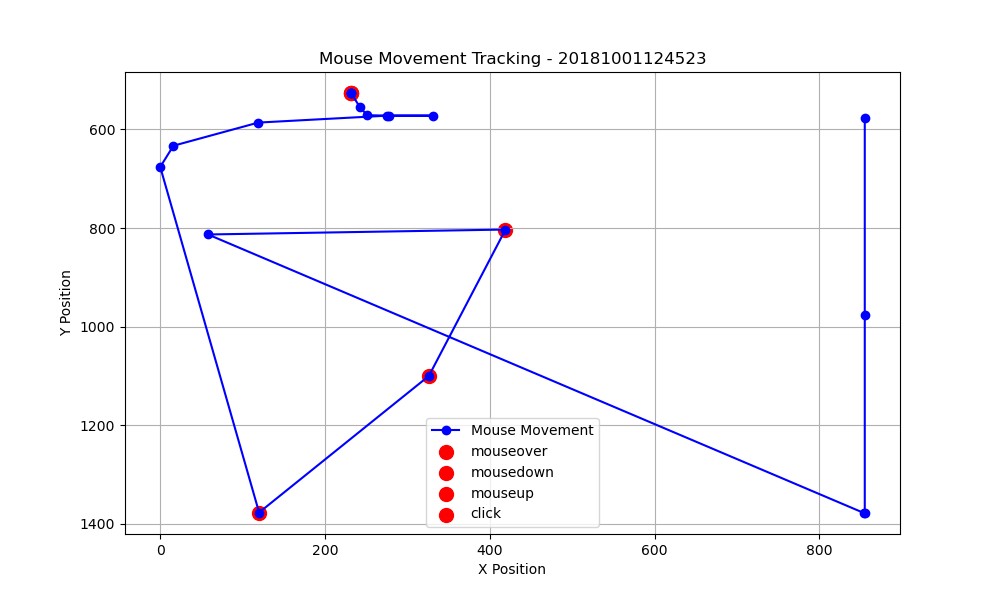 Mouse Movement Tracking - 20181001124523
Y Position
600
800
1000
1200
1400
Mouse Movement
mouseover
mousedown
mouseup
click
0 200 400 600 800
X Position